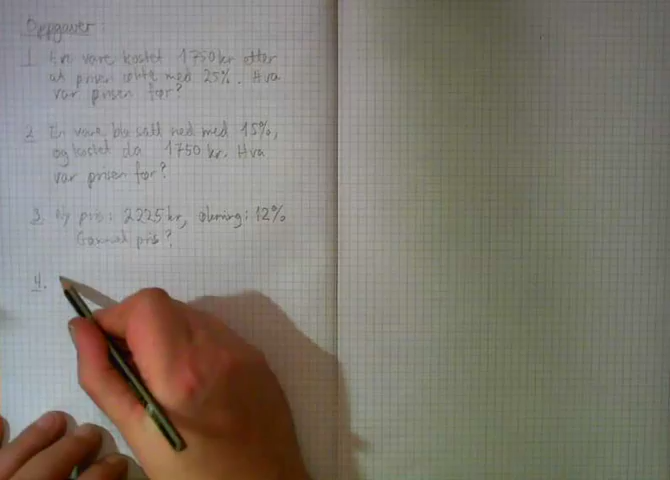 Oppgaver:
1. En vare kostet 1750 kr etter
at prisen økte med 25%. Hva
var prisen før?
2. En vare ble satt ned med 15%,
og kostet da 1750 kr. Hva
var prisen før?
3. Ny pris: 2225 kr, økning: 12%
Gammel pris?
4.